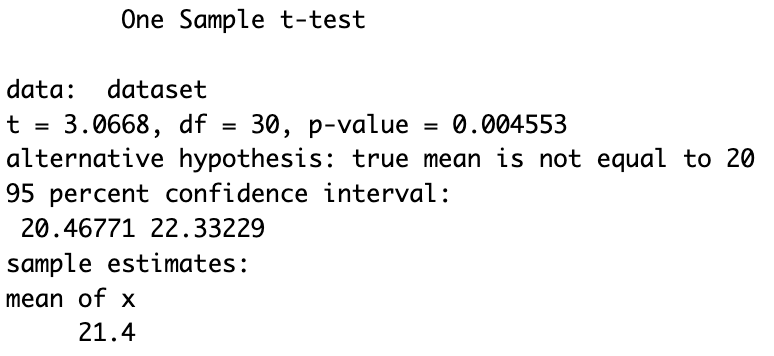 One Sample t-test
data:  dataset
t = 3.0668, df = 30, p-value = 0.004553
alternative hypothesis: true mean is not equal to 20
95 percent confidence interval:
20.46771 22.33229
sample estimates:
mean of x
21.4